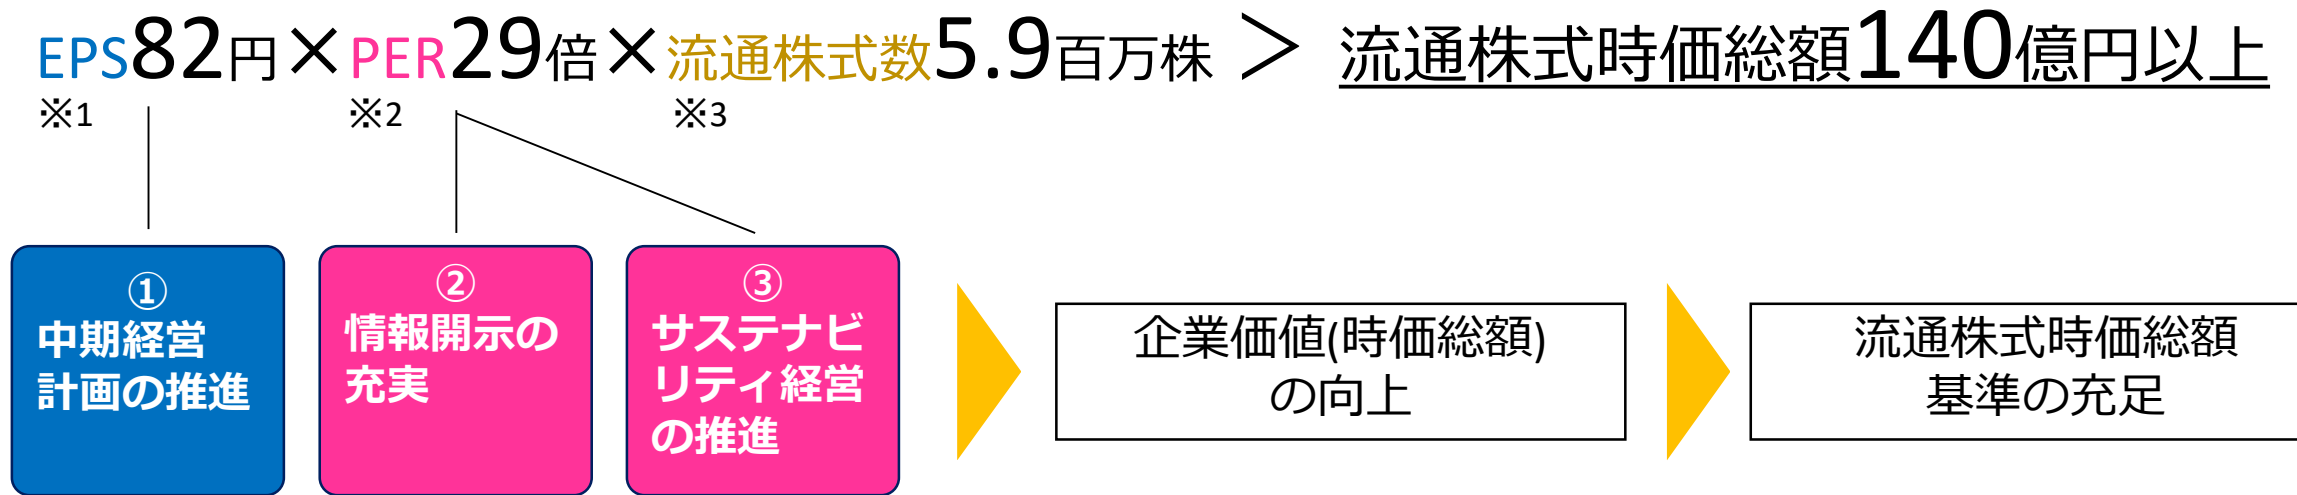 EPS82円×PER29倍×流通株式数5.9百万株 ＞ 流通株式時価総額140億円以上
※1 ※2 ※3
①
中期経営
計画の推進
②
情報開示の
充実
③
サステナビ
リティ経営
の推進
企業価値(時価総額)
の向上
流通株式時価総額
基準の充足